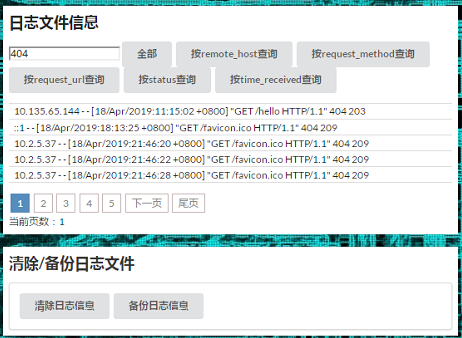 日志文件信息
404 全部 按remote_host查询 按request_method查询
按request_url查询 按status查询 按time_received查询
10.135.65.144 - - [18/Apr/2019:11:15:02 +0800] "GET /hello HTTP/1.1" 404 203
::1 - - [18/Apr/2019:18:13:25 +0800] "GET /favicon.ico HTTP/1.1" 404 209
10.2.5.37 - - [18/Apr/2019:21:46:20 +0800] "GET /favicon.ico HTTP/1.1" 404 209
10.2.5.37 - - [18/Apr/2019:21:46:22 +0800] "GET /favicon.ico HTTP/1.1" 404 209
10.2.5.37 - - [18/Apr/2019:21:46:28 +0800] "GET /favicon.ico HTTP/1.1" 404 209
1 2 3 4 5 下一页 尾页
当前页数：1
清除/备份日志文件
清除日志信息 备份日志信息